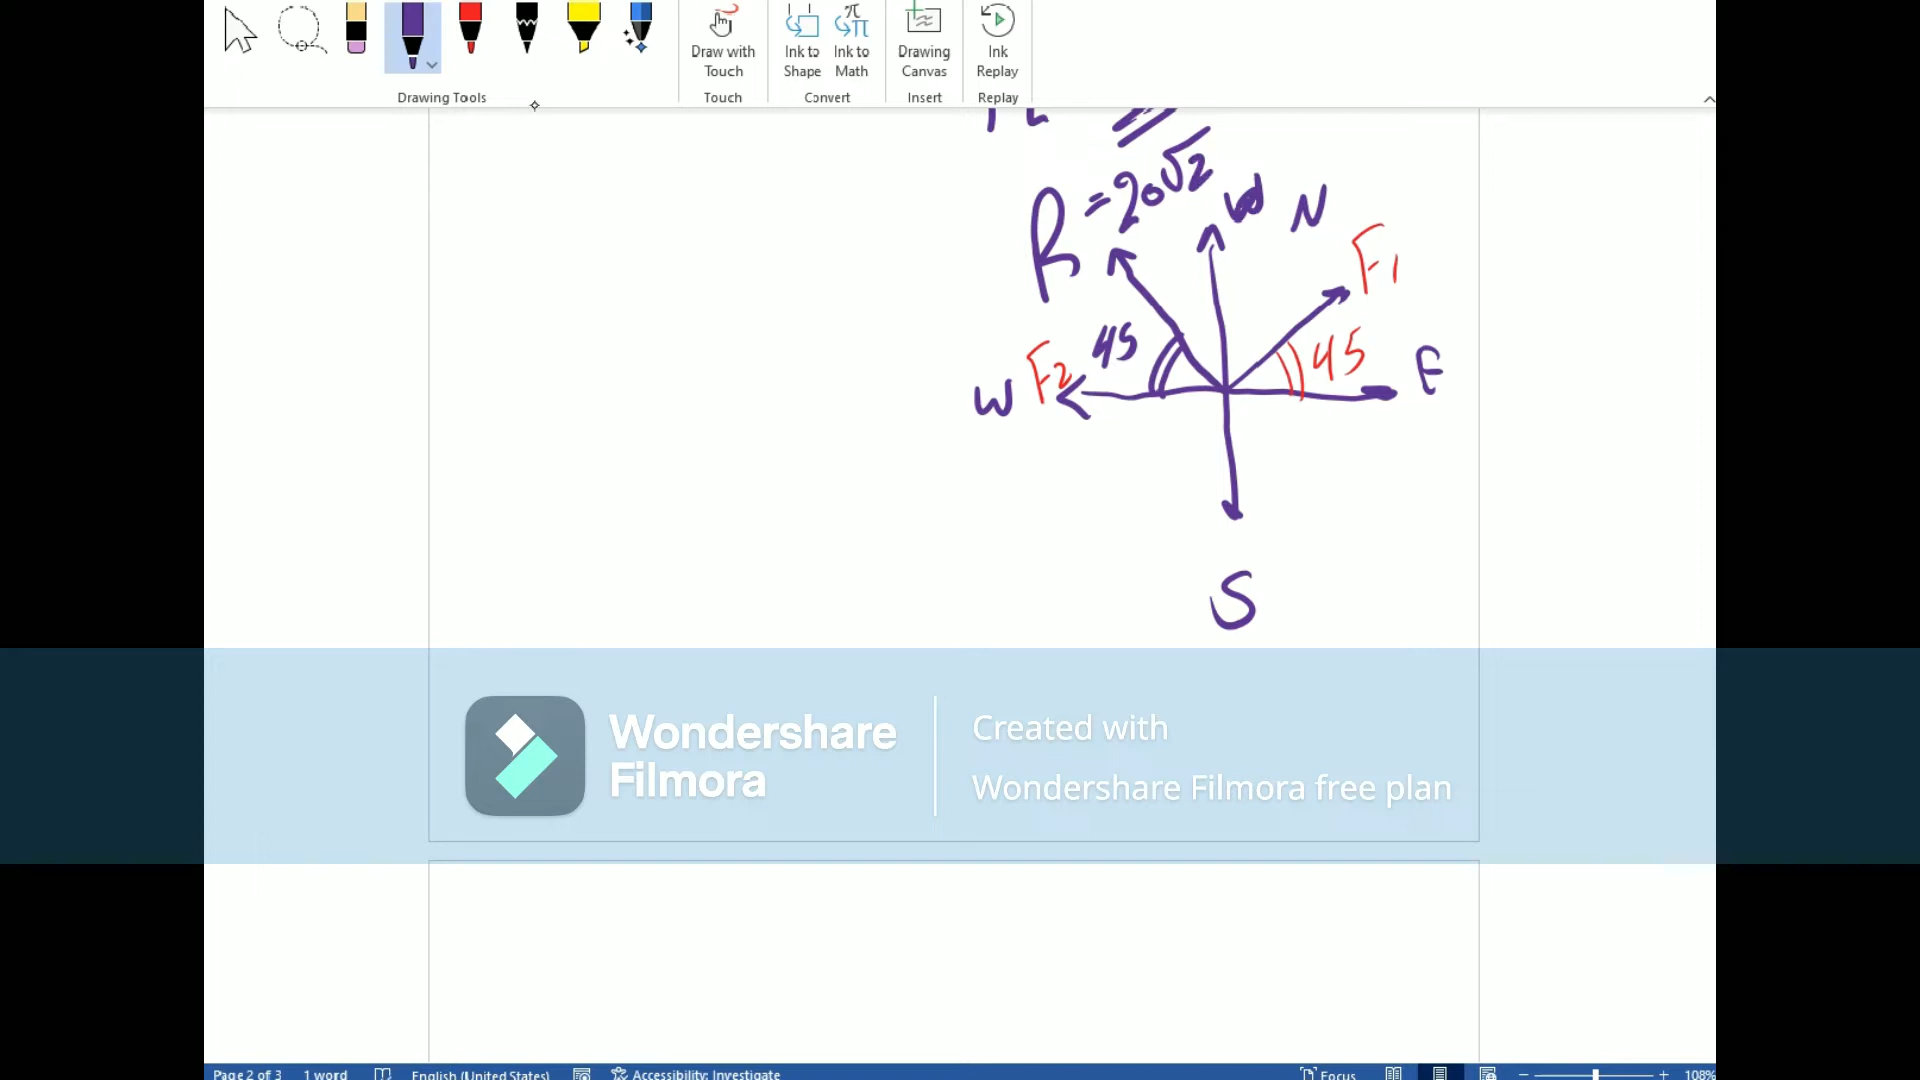 Draw with Touch
Ink to Shape
Ink to Math
Drawing Canvas
Ink Replay
Drawing Tools
Touch
Convert
Insert
Replay
R = 20√2
N
F1
45
45
F2
W
E
S
Wondershare
Filmora
Created with
Wondershare Filmora free plan
Page 2 of 3 1 word English (United States) Accessibility: Investigate Focus 108%